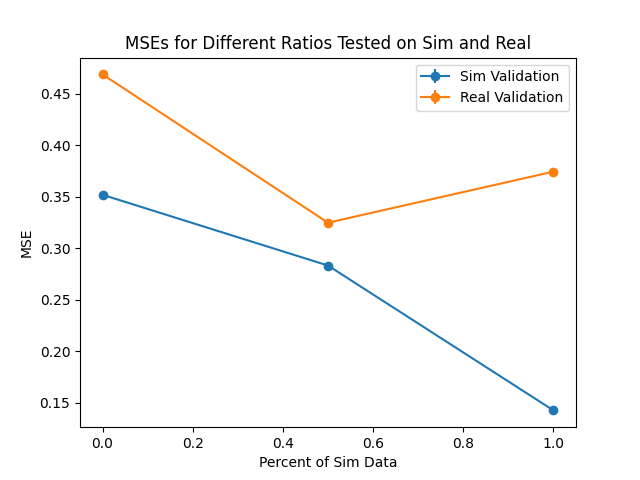 MSEs for Different Ratios Tested on Sim and Real
Sim Validation
Real Validation
MSE
0.45
0.40
0.35
0.30
0.25
0.20
0.15
0.0 0.2 0.4 0.6 0.8 1.0
Percent of Sim Data